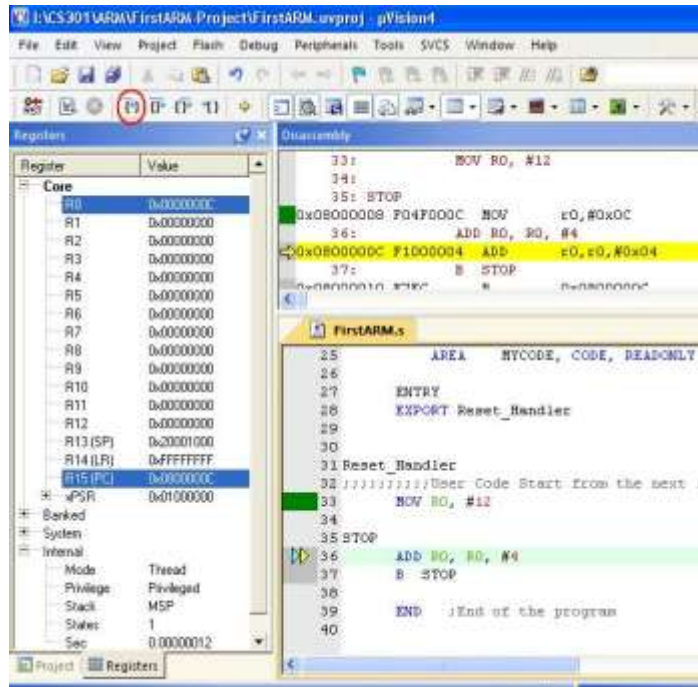 I:\CS301\ARM\FirstARM-Project\FirstARM.uvproj - µVision4
File Edit View Project Flash Debug Peripherals Tools SVCS Window Help
Registers
Register Value
Core
R0 0x0000000C
R1 0x00000000
R2 0x00000000
R3 0x00000000
R4 0x00000000
R5 0x00000000
R6 0x00000000
R7 0x00000000
R8 0x00000000
R9 0x00000000
R10 0x00000000
R11 0x00000000
R12 0x00000000
R13 (SP) 0x20001000
R14 (LR) 0xFFFFFFFF
R15 (PC) 0x0800000C
xPSR 0x01000000
Banked
System
Internal
Mode Thread
Privilege Privileged
Stack MSP
States 1
Sec 0.00000012
Project Registers
Disassembly
33: MOV R0, #12
34:
35: STOP
0x08000008 F04F000C MOV r0,#0x0C
36: ADD R0, R0, #4
0x0800000C F1000004 ADD r0,r0,#0x04
37: B STOP
0x08000010 B 0x0800000C
FirstARM.s
25 AREA MYCODE, CODE, READONLY
26
27 ENTRY
28 EXPORT Reset_Handler
29
30
31 Reset_Handler
32 ;;;;;;;;;;User Code Start from the next
33 MOV R0, #12
34
35 STOP
36 ADD R0, R0, #4
37 B STOP
38
39 END ;End of the program
40